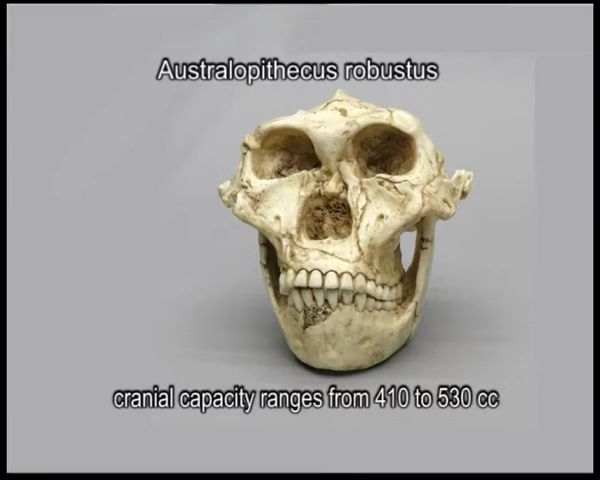 Australopithecus robustus
cranial capacity ranges from 410 to 530 cc